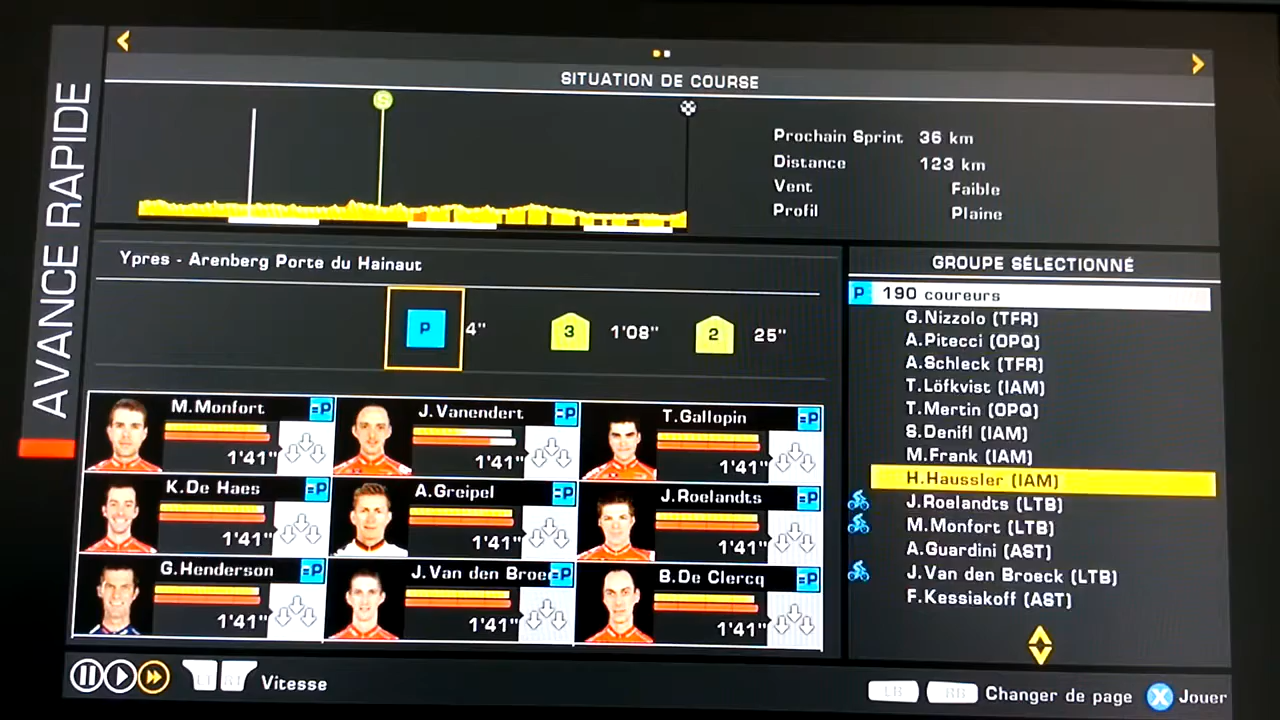 AVANCE RAPIDE
SITUATION DE COURSE
S
Prochain Sprint 36 km
Distance 123 km
Vent Faible
Profil Plaine
Ypres - Arenberg Porte du Hainaut
P 4" 3 1'08" 2 25"
M.Monfort =P
1'41"
J.Vanendert =P
1'41"
T.Gallopin =P
1'41"
K.De Haes =P
1'41"
A.Greipel =P
1'41"
J.Roelandts =P
1'41"
G.Henderson =P
1'41"
J.Van den Broe =P
1'41"
B.De Clercq =P
1'41"
GROUPE SÉLECTIONNÉ
P 190 coureurs
G.Nizzolo (TFR)
A.Pitecci (OPQ)
A.Schleck (TFR)
T.Löfkvist (IAM)
T.Mertin (OPQ)
S.Denifl (IAM)
M.Frank (IAM)
H.Haussler (IAM)
J.Roelandts (LTB)
M.Monfort (LTB)
A.Guardini (AST)
J.Van den Broeck (LTB)
F.Kessiakoff (AST)
LT RT Vitesse
LB RB Changer de page X Jouer